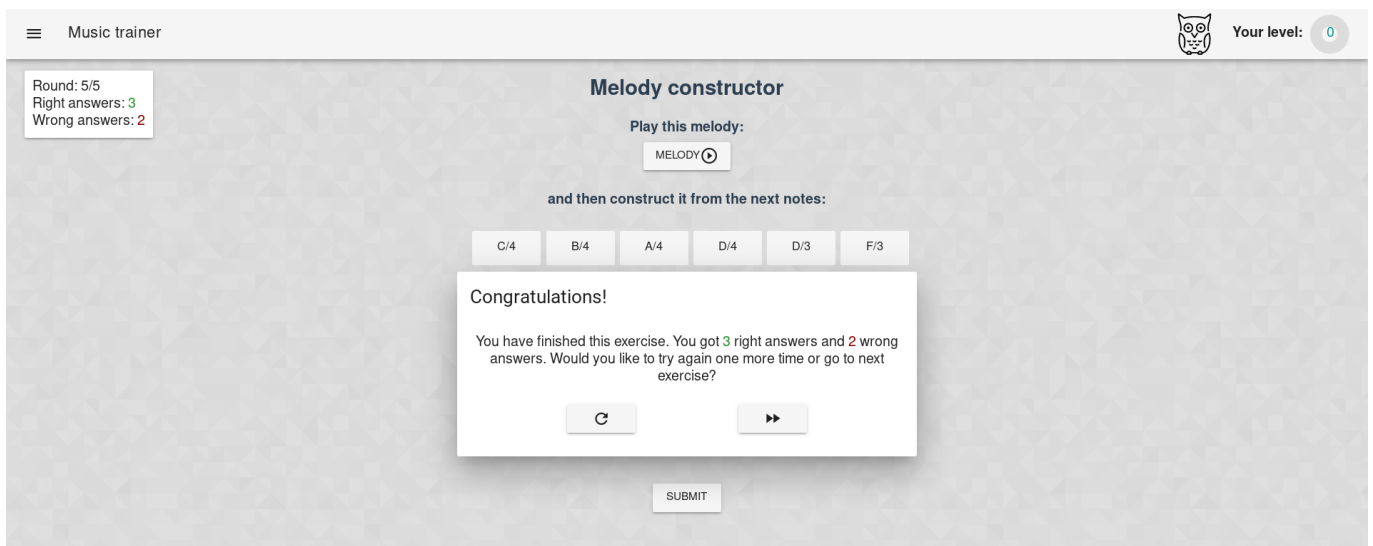 Music trainer
Your level: 0
Round: 5/5
Right answers: 3
Wrong answers: 2
Melody constructor
Play this melody:
MELODY
and then construct it from the next notes:
C/4 B/4 A/4 D/4 D/3 F/3
Congratulations!
You have finished this exercise. You got 3 right answers and 2 wrong
answers. Would you like to try again one more time or go to next
exercise?
SUBMIT